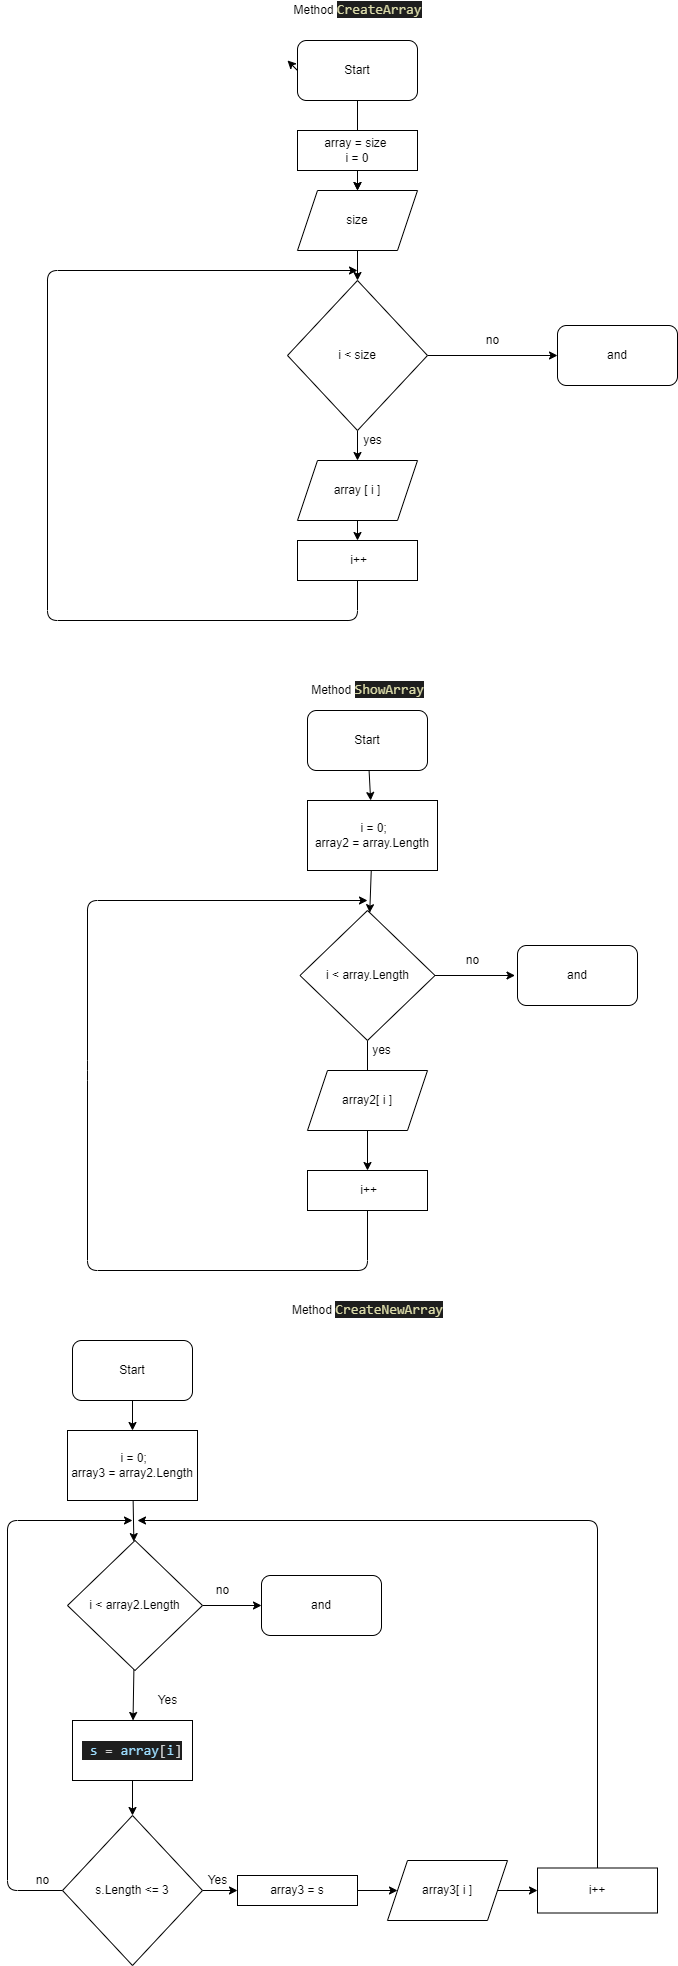 Method CreateArray
Start
array = size
i = 0
size
i < size
no
and
yes
array [ i ]
i++
Method ShowArray
Start
i = 0;
array2 = array.Length
i < array.Length
no
and
yes
array2[ i ]
i++
Method CreateNewArray
Start
i = 0;
array3 = array2.Length
i < array2.Length
no
and
Yes
s = array[i]
no
s.Length <= 3
Yes
array3 = s
array3[ i ]
i++